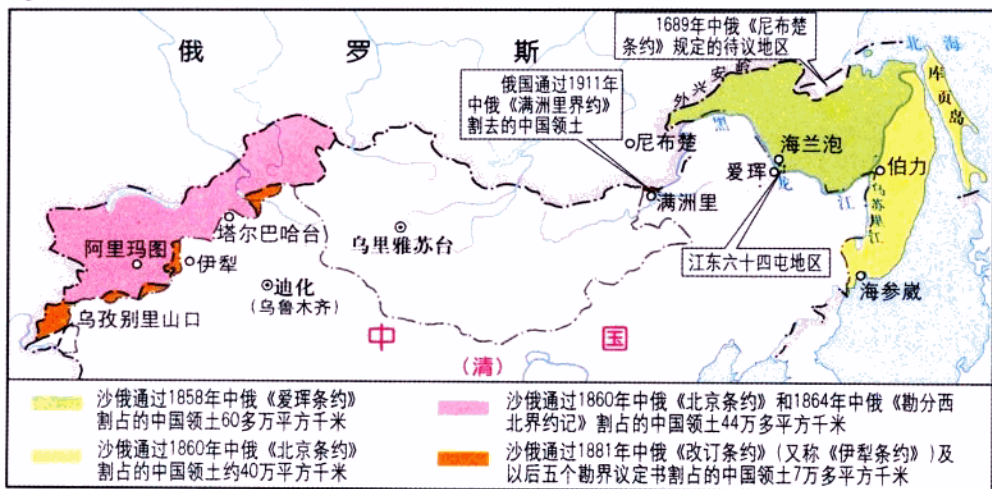 俄罗斯
1689年中俄《尼布楚
条约》规定的待议地区
北海
库页岛
外兴安岭
俄国通过1911年
中俄《满洲里界约》
割去的中国领土
尼布楚
黑龙江
海兰泡
爱珲
伯力
乌苏里江
满洲里
江东六十四屯地区
海参崴
塔尔巴哈台
乌里雅苏台
阿里玛图
伊犁
迪化
(乌鲁木齐)
乌孜别里山口
中国
(清)
沙俄通过1858年中俄《爱珲条约》
割占的中国领土60多万平方千米
沙俄通过1860年中俄《北京条约》和1864年中俄《勘分西
北界约记》割占的中国领土44万多平方千米
沙俄通过1860年中俄《北京条约》
割占的中国领土约40万平方千米
沙俄通过1881年中俄《改订条约》(又称《伊犁条约》)及
以后五个勘界议定书割占的中国领土7万多平方千米